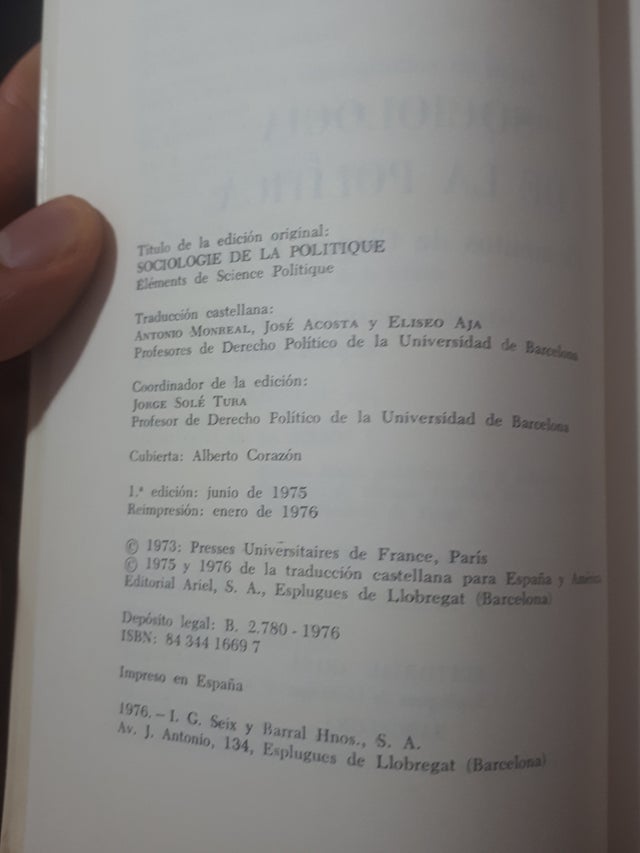 Título de la edición original:
SOCIOLOGIE DE LA POLITIQUE
Éléments de Science Politique
Traducción castellana:
ANTONIO MONREAL, JOSÉ ACOSTA y ELISEO AJA
Profesores de Derecho Político de la Universidad de Barcelona
Coordinador de la edición:
JORGE SOLÉ TURA
Profesor de Derecho Político de la Universidad de Barcelona
Cubierta: Alberto Corazón
1.ª edición: junio de 1975
Reimpresión: enero de 1976
© 1973: Presses Universitaires de France, París
© 1975 y 1976 de la traducción castellana para España y América
Editorial Ariel, S. A., Esplugues de Llobregat (Barcelona)
Depósito legal: B. 2.780 - 1976
ISBN: 84 344 1669 7
Impreso en España
1976. – I. G. Seix y Barral Hnos., S. A.
Av. J. Antonio, 134, Esplugues de Llobregat (Barcelona)